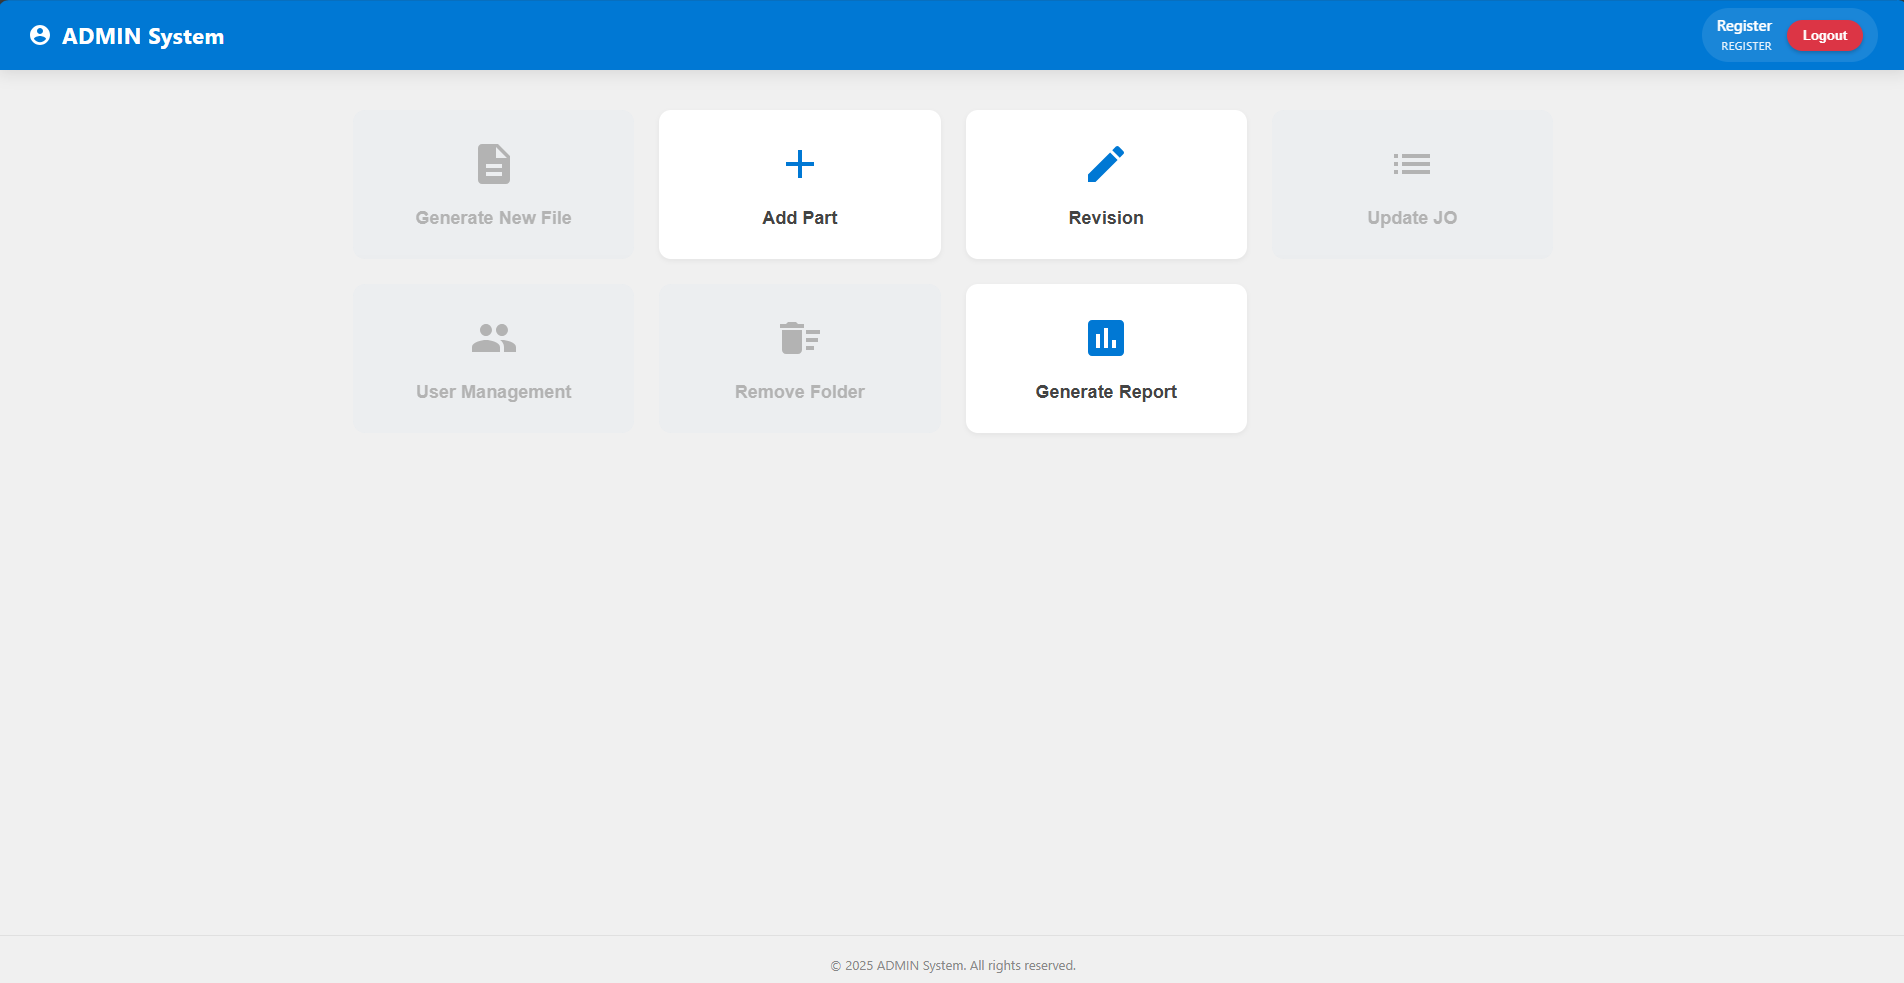 ADMIN System
Register
REGISTER
Logout
Generate New File
Add Part
Revision
Update JO
User Management
Remove Folder
Generate Report
© 2025 ADMIN System. All rights reserved.